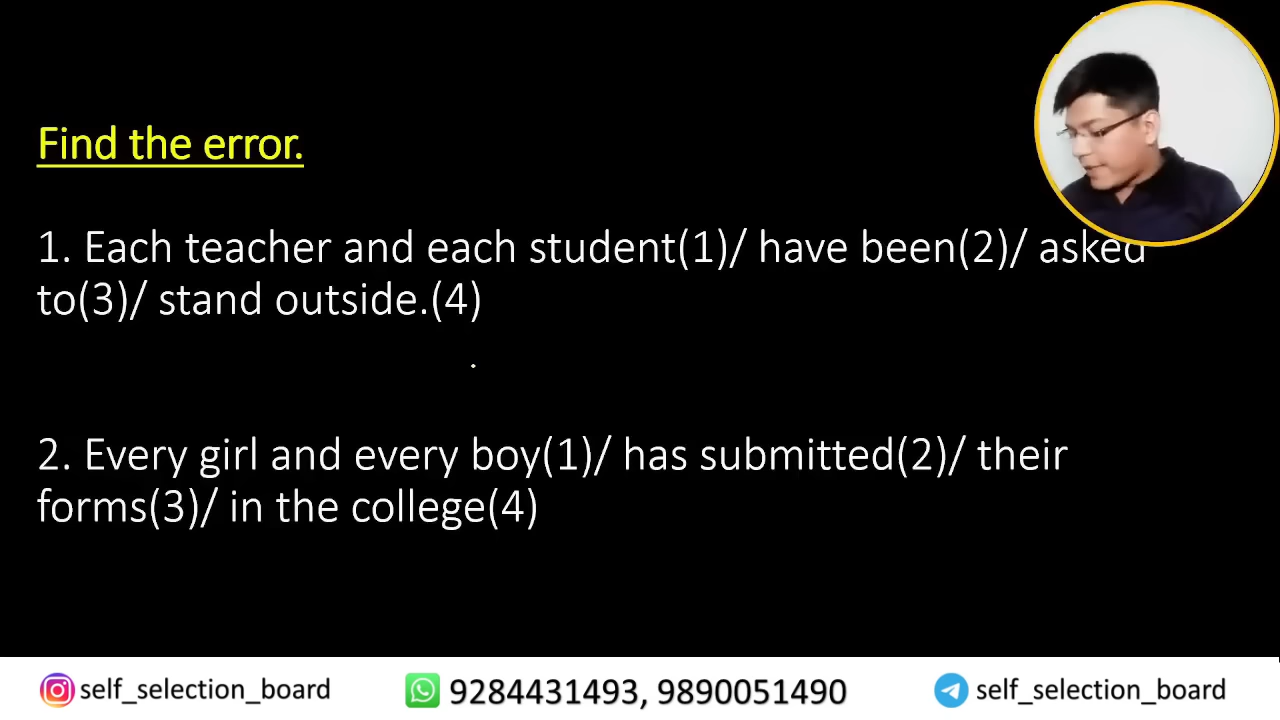 Find the error.
1. Each teacher and each student(1)/ have been(2)/ asked
to(3)/ stand outside.(4)
.
2. Every girl and every boy(1)/ has submitted(2)/ their
forms(3)/ in the college(4)
self_selection_board
9284431493, 9890051490
self_selection_board